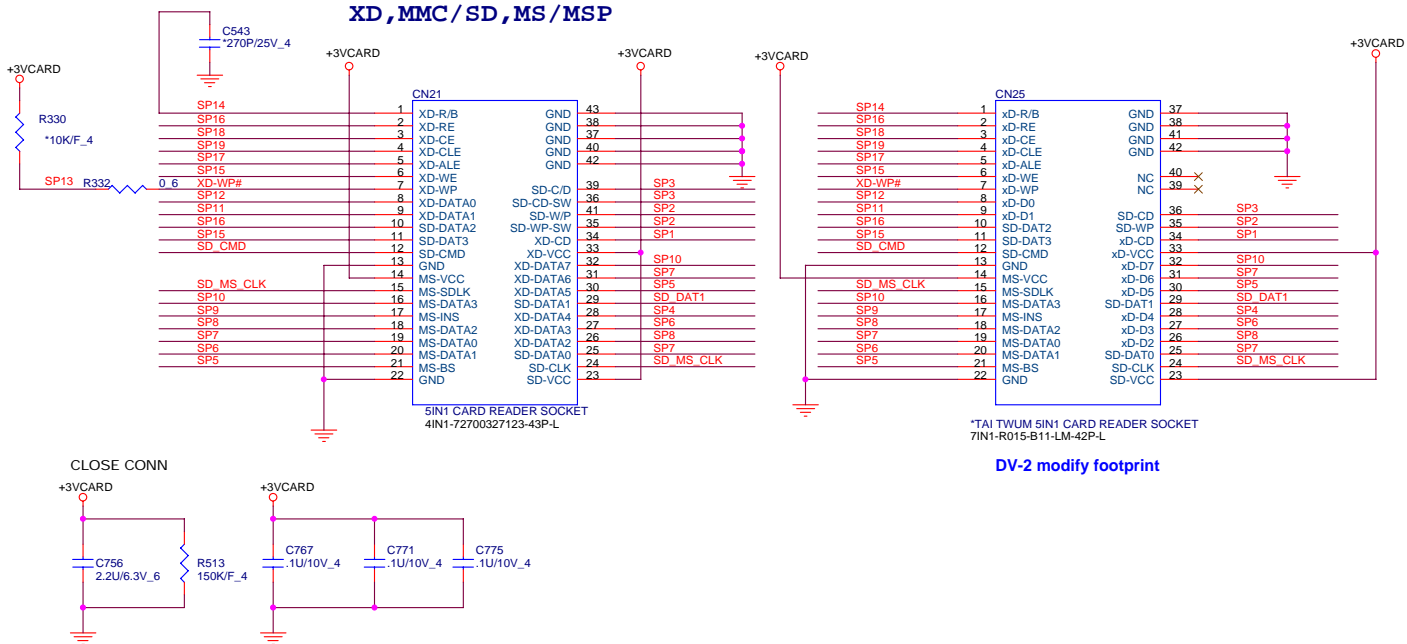 XD,MMC/SD,MS/MSP
C543
*270P/25V_4
+3VCARD
+3VCARD
+3VCARD
+3VCARD
+3VCARD
R330
*10K/F_4
SP13 R332 0_6
CN21
SP14 1 XD-R/B GND 43
SP16 2 XD-RE GND 38
SP18 3 XD-CE GND 37
SP19 4 XD-CLE GND 40
SP17 5 XD-ALE GND 42
SP15 6 XD-WE
XD-WP# 7 XD-WP SD-C/D 39 SP3
SP12 8 XD-DATA0 SD-CD-SW 36 SP3
SP11 9 XD-DATA1 SD-W/P 41 SP2
SP16 10 SD-DATA2 SD-WP-SW 35 SP2
SP15 11 SD-DAT3 XD-CD 34 SP1
SD_CMD 12 SD-CMD XD-VCC 33
13 GND XD-DATA7 32 SP10
14 MS-VCC XD-DATA6 31 SP7
SD_MS_CLK 15 MS-SDLK XD-DATA5 30 SP5
SP10 16 MS-DATA3 SD-DATA1 29 SD_DAT1
SP9 17 MS-INS XD-DATA4 28 SP4
SP8 18 MS-DATA2 XD-DATA3 27 SP6
SP7 19 MS-DATA0 XD-DATA2 26 SP8
SP6 20 MS-DATA1 SD-DATA0 25 SP7
SP5 21 MS-BS SD-CLK 24 SD_MS_CLK
22 GND SD-VCC 23
5IN1 CARD READER SOCKET
4IN1-72700327123-43P-L
CN25
SP14 1 xD-R/B GND 37
SP16 2 xD-RE GND 38
SP18 3 xD-CE GND 41
SP19 4 xD-CLE GND 42
SP17 5 xD-ALE
SP15 6 xD-WE NC 40
XD-WP# 7 xD-WP NC 39
SP12 8 xD-D0
SP11 9 xD-D1 SD-CD 36 SP3
SP16 10 SD-DAT2 SD-WP 35 SP2
SP15 11 SD-DAT3 xD-CD 34 SP1
SD_CMD 12 SD-CMD xD-VCC 33
13 GND xD-D7 32 SP10
14 MS-VCC xD-D6 31 SP7
SD_MS_CLK 15 MS-SDLK xD-D5 30 SP5
SP10 16 MS-DATA3 SD-DAT1 29 SD_DAT1
SP9 17 MS-INS xD-D4 28 SP4
SP8 18 MS-DATA2 xD-D3 27 SP6
SP7 19 MS-DATA0 xD-D2 26 SP8
SP6 20 MS-DATA1 SD-DAT0 25 SP7
SP5 21 MS-BS SD-CLK 24 SD_MS_CLK
22 GND SD-VCC 23
*TAI TWUM 5IN1 CARD READER SOCKET
7IN1-R015-B11-LM-42P-L
DV-2 modify footprint
CLOSE CONN
+3VCARD
+3VCARD
C756
2.2U/6.3V_6
R513
150K/F_4
C767
.1U/10V_4
C771
.1U/10V_4
C775
.1U/10V_4